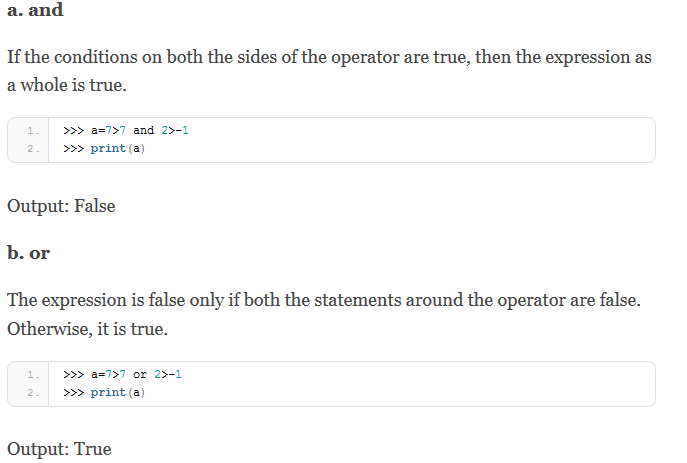 a. and
If the conditions on both the sides of the operator are true, then the expression as
a whole is true.
1. >>> a=7>7 and 2>-1
2. >>> print(a)
Output: False
b. or
The expression is false only if both the statements around the operator are false.
Otherwise, it is true.
1. >>> a=7>7 or 2>-1
2. >>> print(a)
Output: True